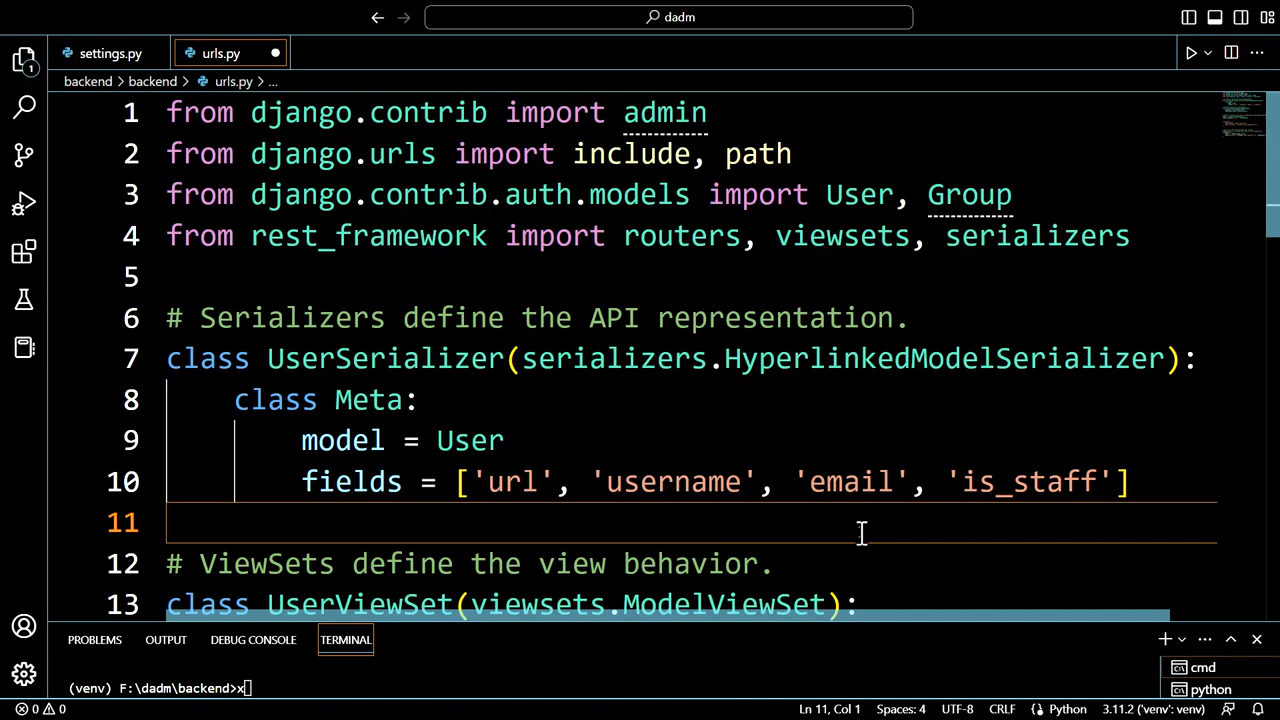 dadm
settings.py
urls.py
backend > backend > urls.py > ...
1 from django.contrib import admin
2 from django.urls import include, path
3 from django.contrib.auth.models import User, Group
4 from rest_framework import routers, viewsets, serializers
5
6 # Serializers define the API representation.
7 class UserSerializer(serializers.HyperlinkedModelSerializer):
8 class Meta:
9 model = User
10 fields = ['url', 'username', 'email', 'is_staff']
11
12 # ViewSets define the view behavior.
13 class UserViewSet(viewsets.ModelViewSet):
PROBLEMS OUTPUT DEBUG CONSOLE TERMINAL
(venv) F:\dadm\backend>x
cmd
python
0 0 Ln 11, Col 1 Spaces: 4 UTF-8 CRLF Python 3.11.2 ('venv': venv)
1